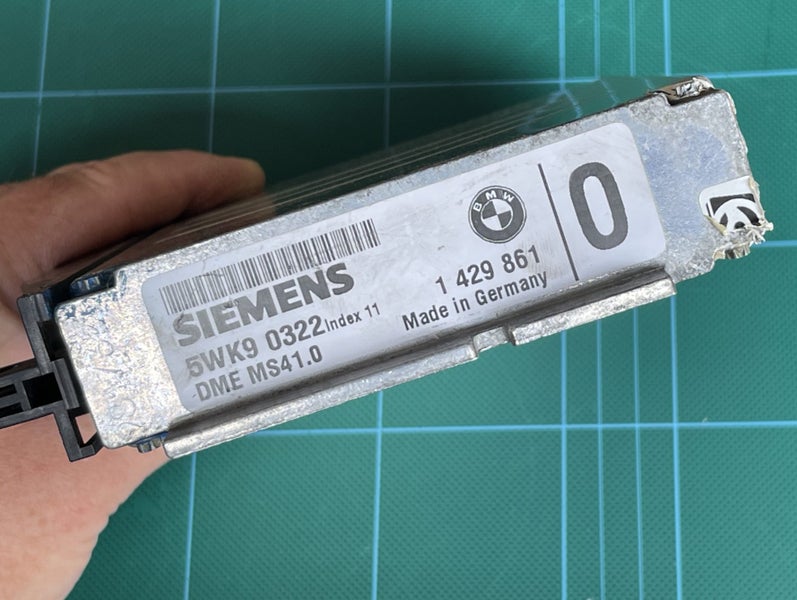 SIEMENS
5WK9 0322 Index 11
DME MS41.0
BMW
1 429 861
Made in Germany
0